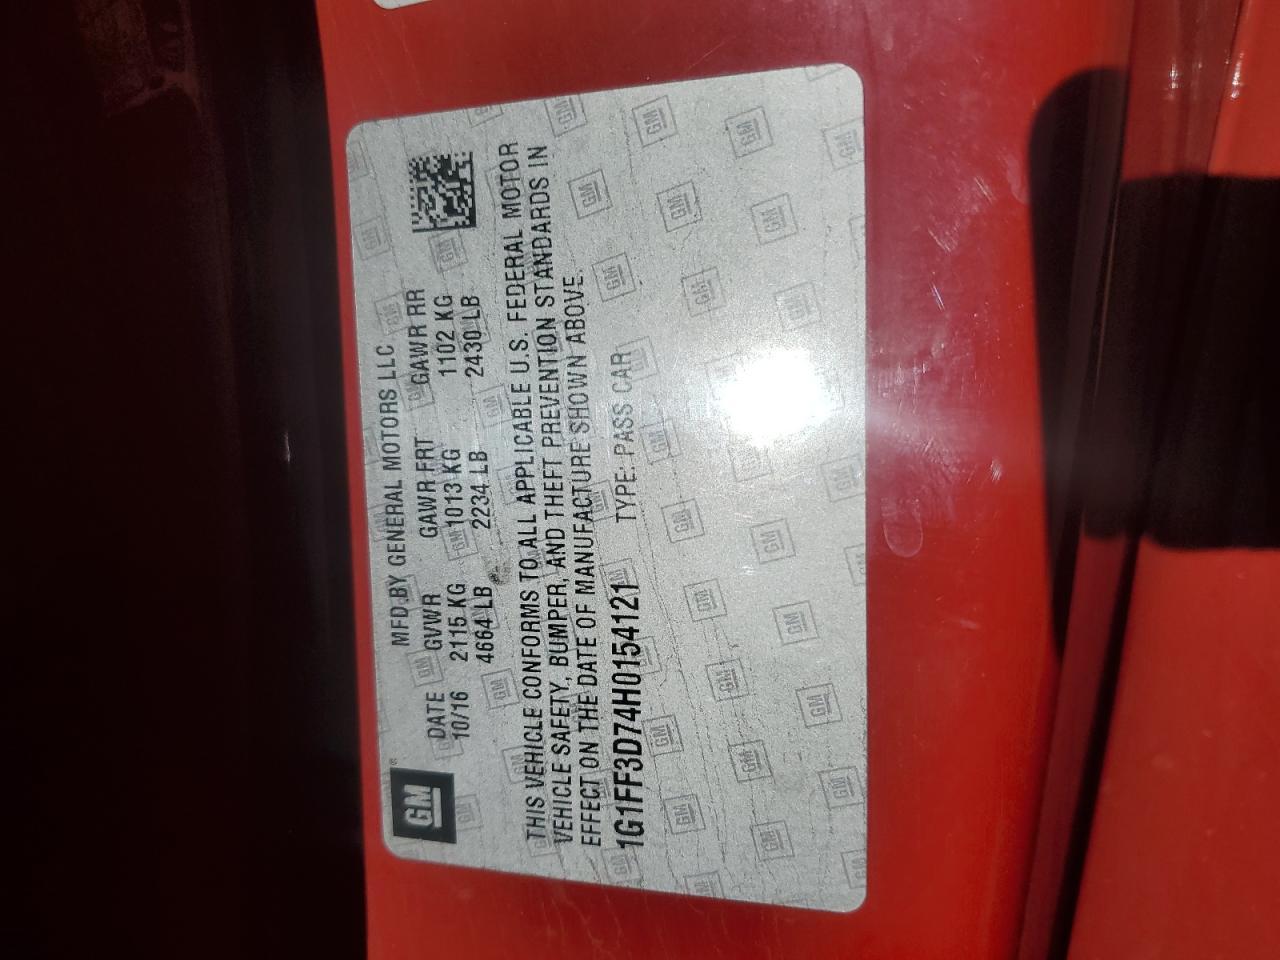 GM
MFD BY GENERAL MOTORS LLC
DATE GVWR GAWR FRT GAWR RR
10/16 2115 KG 1013 KG 1102 KG
4664 LB 2234 LB 2430 LB
THIS VEHICLE CONFORMS TO ALL APPLICABLE U.S. FEDERAL MOTOR
VEHICLE SAFETY, BUMPER, AND THEFT PREVENTION STANDARDS IN
EFFECT ON THE DATE OF MANUFACTURE SHOWN ABOVE.
1G1FF3D74H0154121 TYPE: PASS CAR